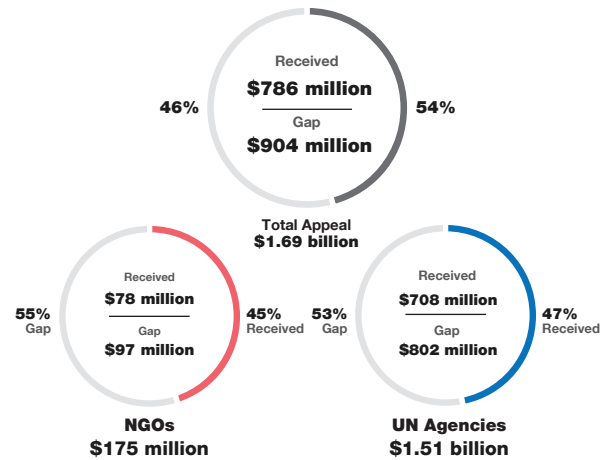 Received
$786 million
46%
54%
Gap
$904 million
Total Appeal
$1.69 billion
Received
$78 million
55%
Gap
45%
Received
Gap
$97 million
NGOs
$175 million
Received
$708 million
53%
Gap
47%
Received
Gap
$802 million
UN Agencies
$1.51 billion